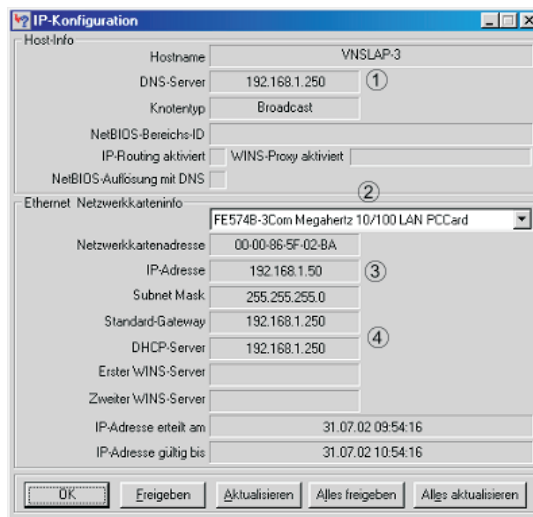 IP-Konfiguration
Host-Info
Hostname VNSLAP-3
DNS-Server 192.168.1.250 ①
Knotentyp Broadcast
NetBIOS-Bereichs-ID
IP-Routing aktiviert WINS-Proxy aktiviert
NetBIOS-Auflösung mit DNS
②
Ethernet Netzwerkkarteninfo
FE574B-3Com Megahertz 10/100 LAN PCCard
Netzwerkkartenadresse 00-00-86-5F-02-BA
IP-Adresse 192.168.1.50 ③
Subnet Mask 255.255.255.0
Standard-Gateway 192.168.1.250
④
DHCP-Server 192.168.1.250
Erster WINS-Server
Zweiter WINS-Server
IP-Adresse erteilt am 31.07.02 09:54:16
IP-Adresse gültig bis 31.07.02 10:54:16
OK Freigeben Aktualisieren Alles freigeben Alles aktualisieren